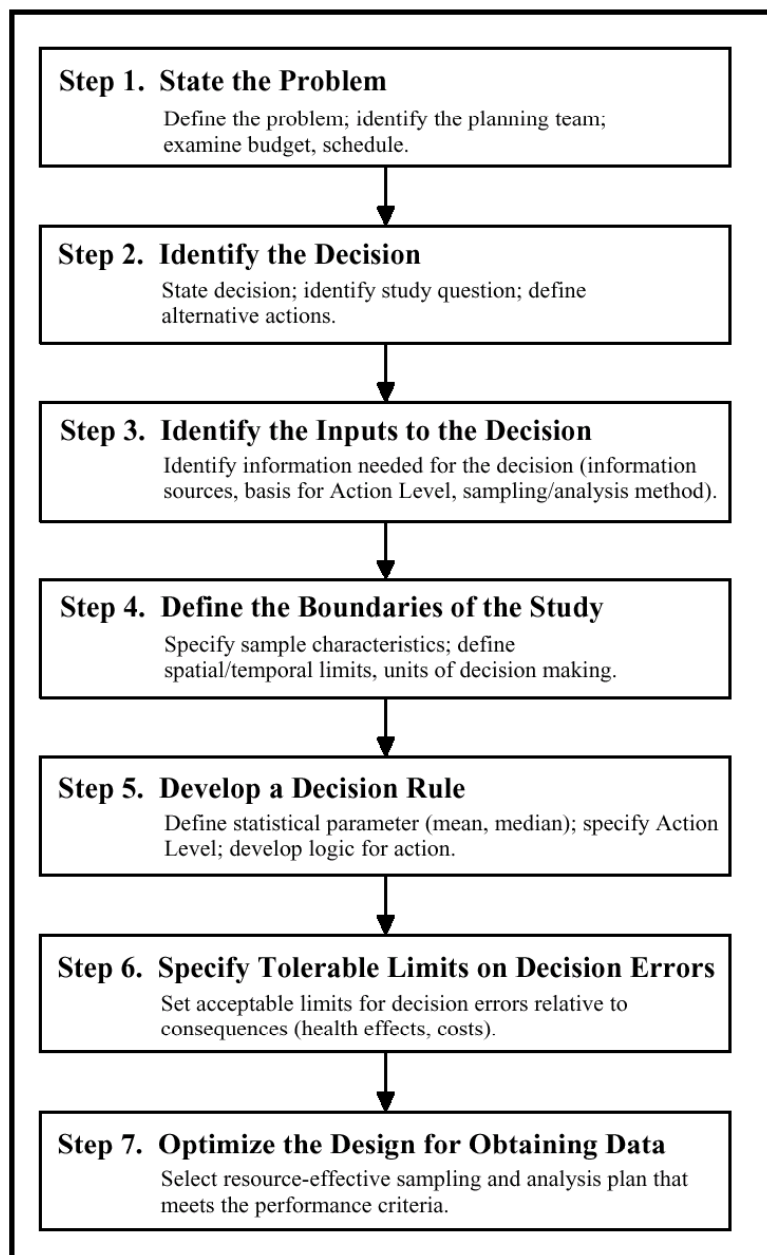 Step 1. State the Problem
Define the problem; identify the planning team;
examine budget, schedule.
Step 2. Identify the Decision
State decision; identify study question; define
alternative actions.
Step 3. Identify the Inputs to the Decision
Identify information needed for the decision (information
sources, basis for Action Level, sampling/analysis method).
Step 4. Define the Boundaries of the Study
Specify sample characteristics; define
spatial/temporal limits, units of decision making.
Step 5. Develop a Decision Rule
Define statistical parameter (mean, median); specify Action
Level; develop logic for action.
Step 6. Specify Tolerable Limits on Decision Errors
Set acceptable limits for decision errors relative to
consequences (health effects, costs).
Step 7. Optimize the Design for Obtaining Data
Select resource-effective sampling and analysis plan that
meets the performance criteria.